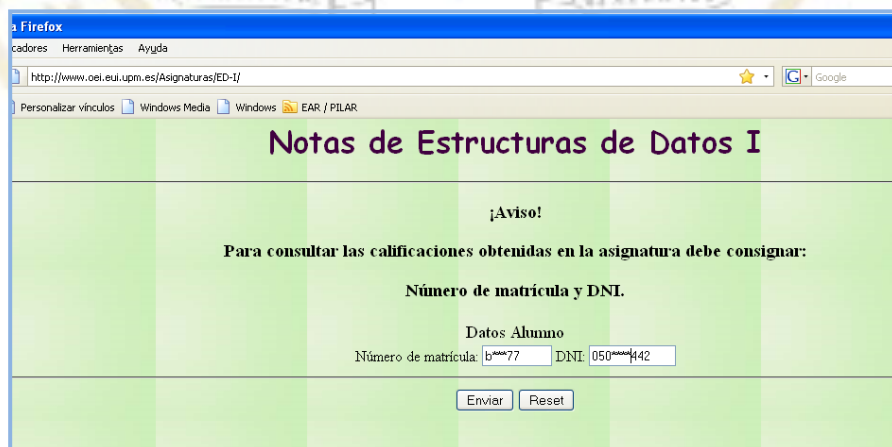 a Firefox
cadores Herramientas Ayuda
http://www.oei.eui.upm.es/Asignaturas/ED-I/ G Google
Personalizar vínculos Windows Media Windows EAR / PILAR
Notas de Estructuras de Datos I
¡Aviso!
Para consultar las calificaciones obtenidas en la asignatura debe consignar:
Número de matrícula y DNI.
Datos Alumno
Número de matrícula: b***77 DNI: 050****442
Enviar Reset